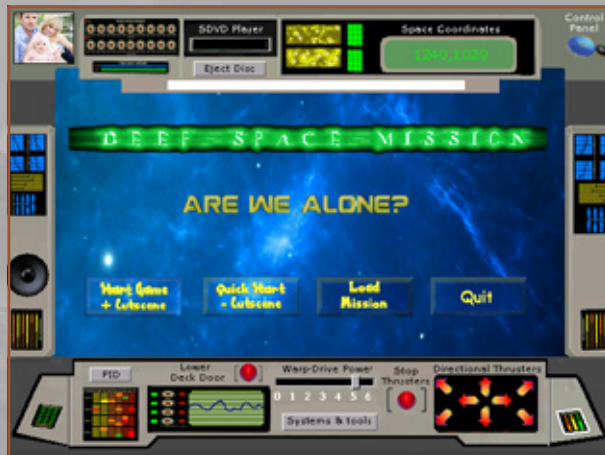 Control
Panel
SDVD Player
Eject Disc
Space Coordinates
1240,1020
DEEP SPACE MISSION
ARE WE ALONE?
Start Game
+ Cutscene
Quick Start
- Cutscene
Load
Mission
Quit
PID
Lower
Deck Door
Warp-Drive Power
0 1 2 3 4 5 6
Systems & tools
Stop
Thrusters
Directional Thrusters